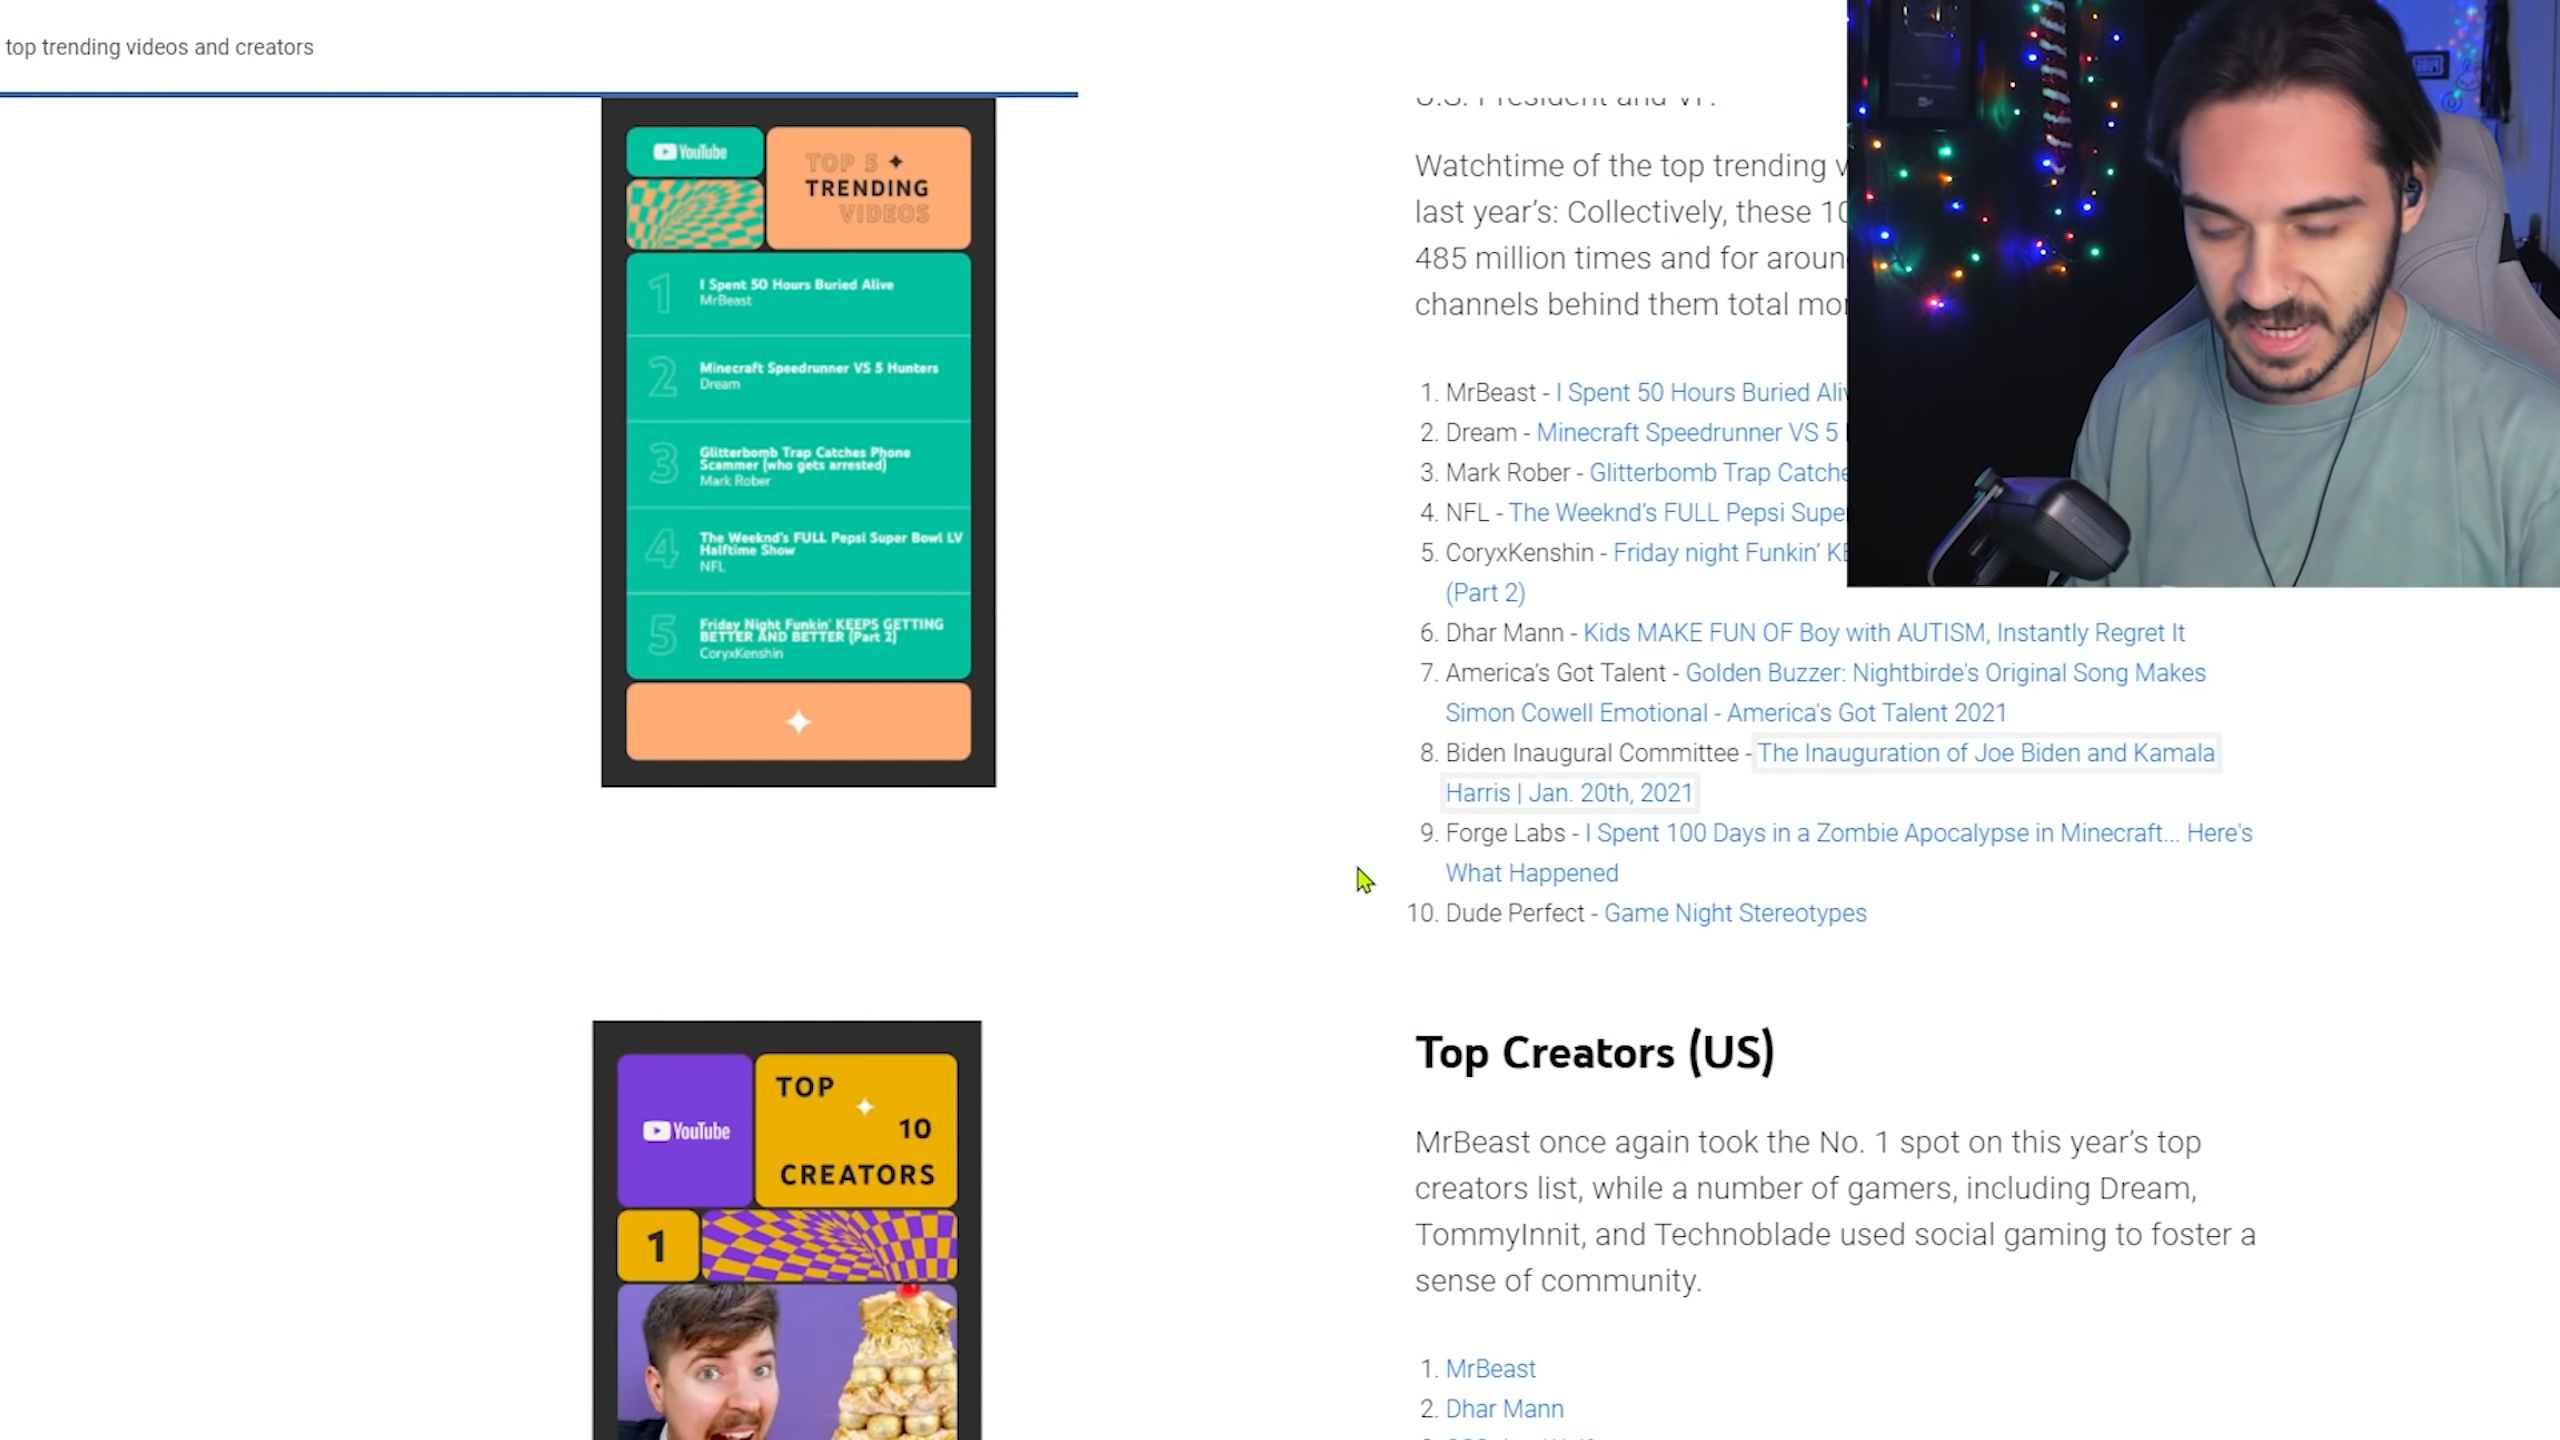 top trending videos and creators
YouTube
TOP 5
TRENDING
VIDEOS
1
I Spent 50 Hours Buried Alive
MrBeast
2
Minecraft Speedrunner VS 5 Hunters
Dream
3
Glitterbomb Trap Catches Phone
Scammer (who gets arrested)
Mark Rober
4
The Weeknd's FULL Pepsi Super Bowl LV
Halftime Show
NFL
5
Friday Night Funkin' KEEPS GETTING
BETTER AND BETTER (Part 2)
CoryxKenshin
U.S. President and VP.
Watchtime of the top trending
last year's: Collectively, these 10
485 million times and for
channels behind them total
1. MrBeast - I Spent 50 Hours Buried
2. Dream - Minecraft Speedrunner VS 5
3. Mark Rober - Glitterbomb Trap
4. NFL - The Weeknd's FULL Pepsi
5. CoryxKenshin - Friday night Funkin'
(Part 2)
6. Dhar Mann - Kids MAKE FUN OF Boy with AUTISM, Instantly Regret It
7. America's Got Talent - Golden Buzzer: Nightbirde's Original Song Makes
Simon Cowell Emotional - America's Got Talent 2021
8. Biden Inaugural Committee - The Inauguration of Joe Biden and Kamala
Harris | Jan. 20th, 2021
9. Forge Labs - I Spent 100 Days in a Zombie Apocalypse in Minecraft... Here's
What Happened
10. Dude Perfect - Game Night Stereotypes
YouTube
TOP
10
CREATORS
1
Top Creators (US)
MrBeast once again took the No. 1 spot on this year's top
creators list, while a number of gamers, including Dream,
TommyInnit, and Technoblade used social gaming to foster a
sense of community.
1. MrBeast
2. Dhar Mann